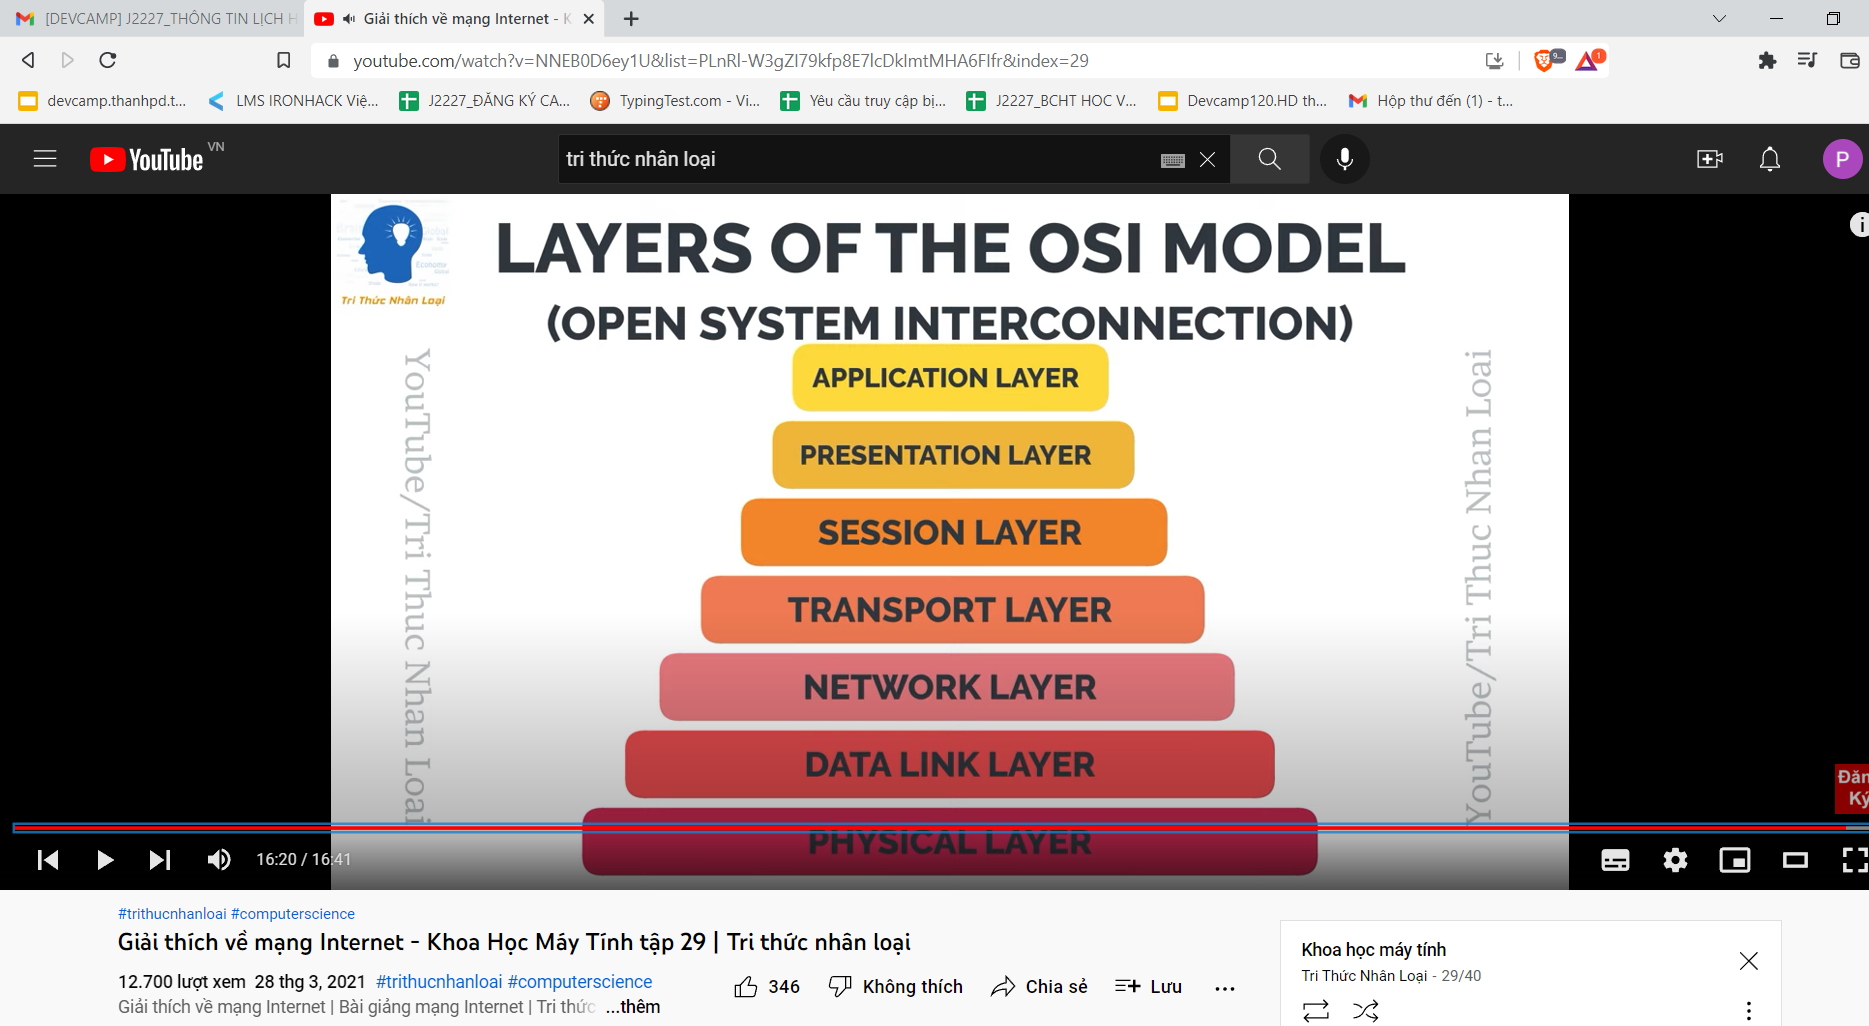 [DEVCAMP] J2227_THÔNG TIN LỊCH H
Giải thích về mạng Internet - K
youtube.com/watch?v=NNEB0D6ey1U&list=PLnRl-W3gZI79kfp8E7lcDkImtMHA6FIfr&index=29
9...
1
devcamp.thanhpd.t...
LMS IRONHACK Việ...
J2227_ĐĂNG KÝ CA...
TypingTest.com - Vi...
Yêu cầu truy cập bị...
J2227_BCHT HOC V...
Devcamp120.HD th...
Hộp thư đến (1) - t...
YouTube VN
tri thức nhân loại
P
LAYERS OF THE OSI MODEL
(OPEN SYSTEM INTERCONNECTION)
Tri Thức Nhân Loại
APPLICATION LAYER
PRESENTATION LAYER
SESSION LAYER
TRANSPORT LAYER
NETWORK LAYER
DATA LINK LAYER
PHYSICAL LAYER
YouTube/Tri Thuc Nhan Loai
YouTube/Tri Thuc Nhan Loai
Đăn
Ký
16:20 / 16:41
#trithucnhanloai #computerscience
Giải thích về mạng Internet - Khoa Học Máy Tính tập 29 | Tri thức nhân loại
12.700 lượt xem 28 thg 3, 2021 #trithucnhanloai #computerscience
346
Không thích
Chia sẻ
Lưu
Giải thích về mạng Internet | Bài giảng mạng Internet | Tri thức ...thêm
Khoa học máy tính
Tri Thức Nhân Loại - 29/40